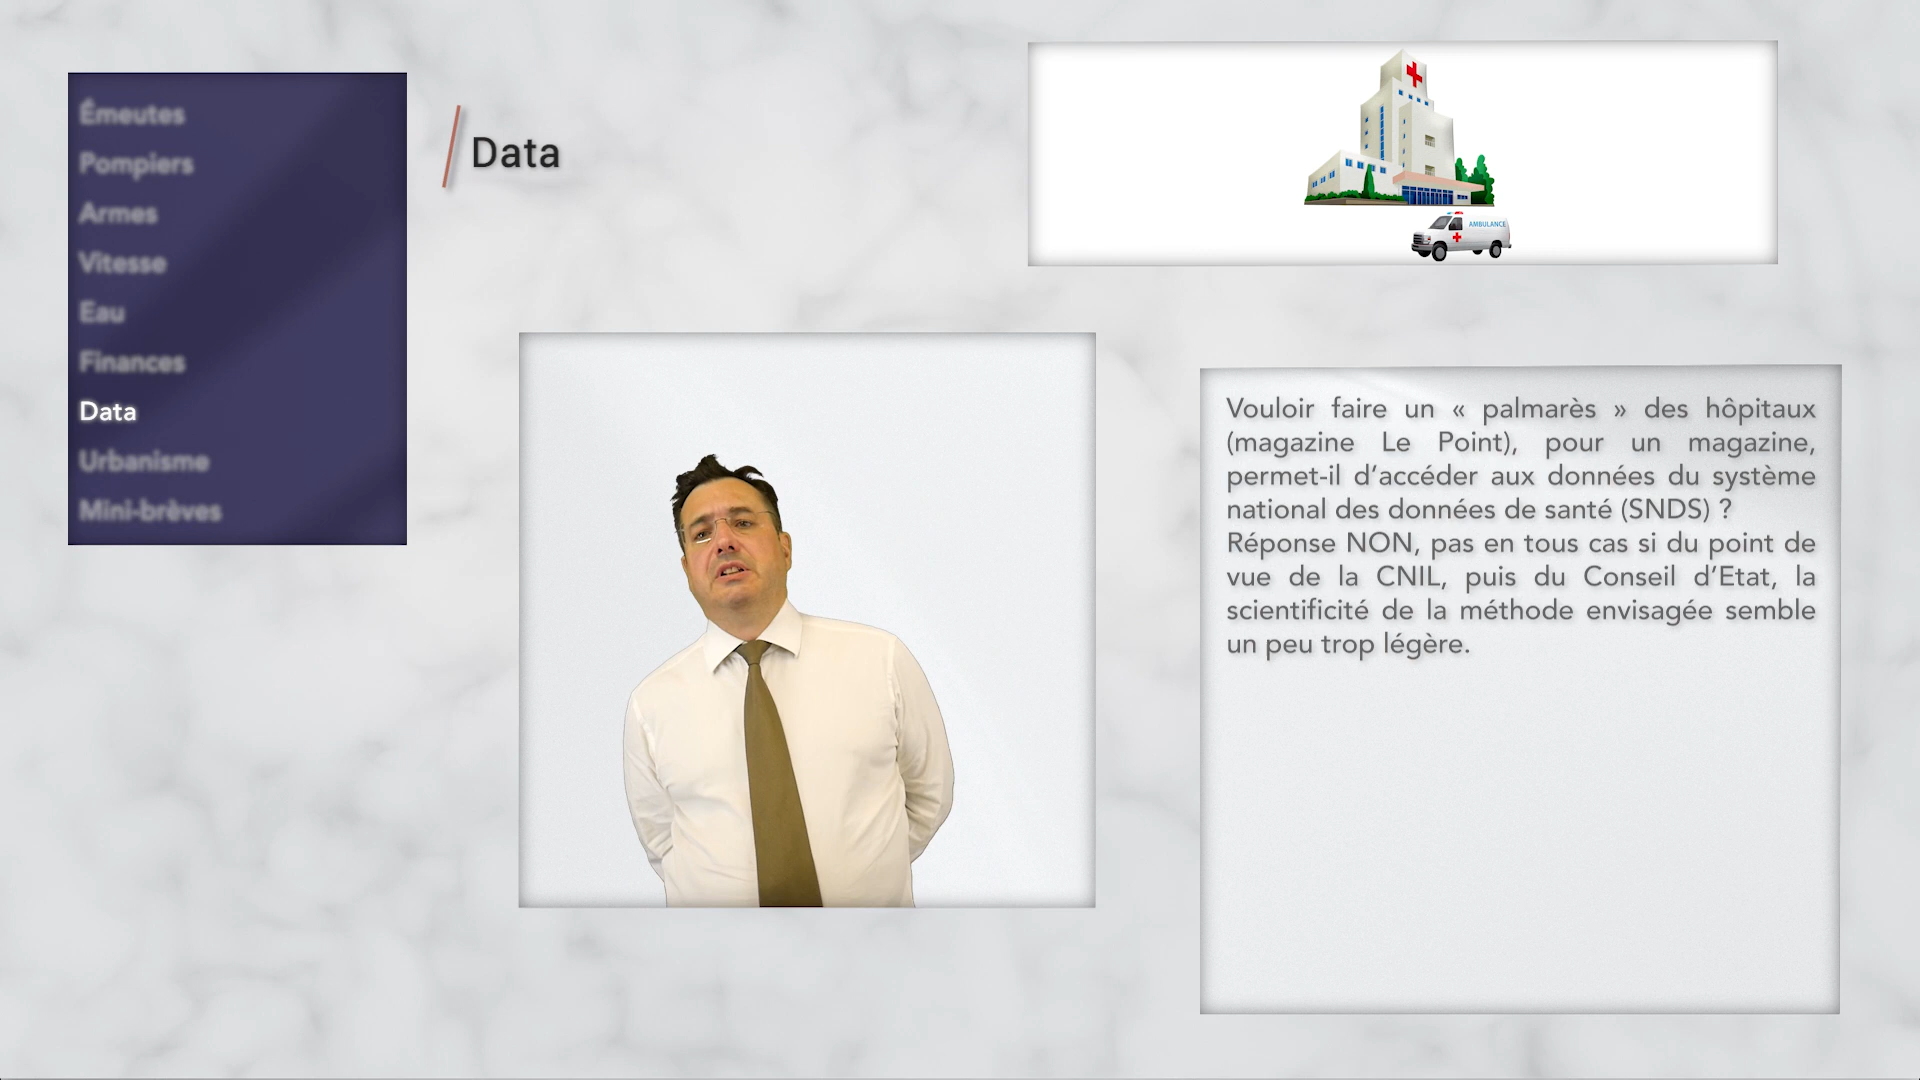 Émeutes
Pompiers
Armes
Vitesse
Eau
Finances
Data
Urbanisme
Mini-brèves
Data
AMBULANCE
Vouloir faire un « palmarès » des hôpitaux
(magazine Le Point), pour un magazine,
permet-il d’accéder aux données du système
national des données de santé (SNDS) ?
Réponse NON, pas en tous cas si du point de
vue de la CNIL, puis du Conseil d’Etat, la
scientificité de la méthode envisagée semble
un peu trop légère.